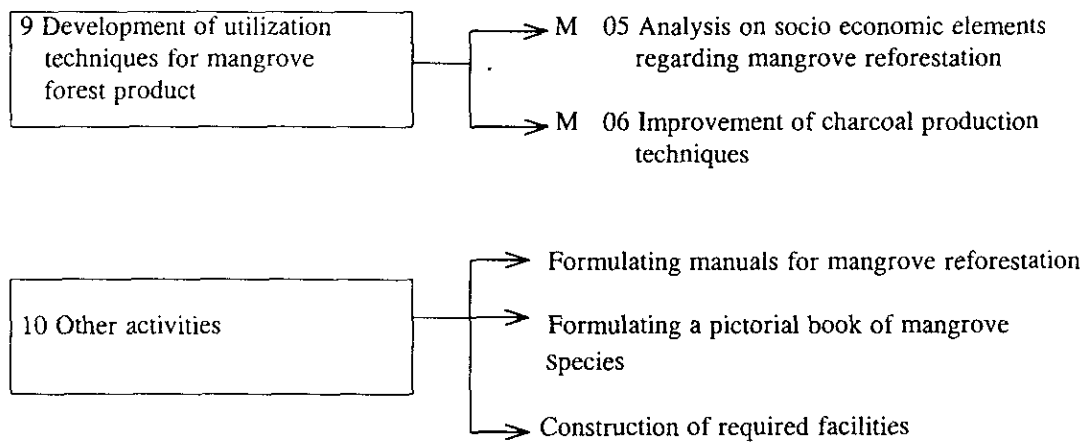 9 Development of utilization
techniques for mangrove
forest product
M 05 Analysis on socio economic elements
regarding mangrove reforestation
M 06 Improvement of charcoal production
techniques
10 Other activities
Formulating manuals for mangrove reforestation
Formulating a pictorial book of mangrove
Species
Construction of required facilities